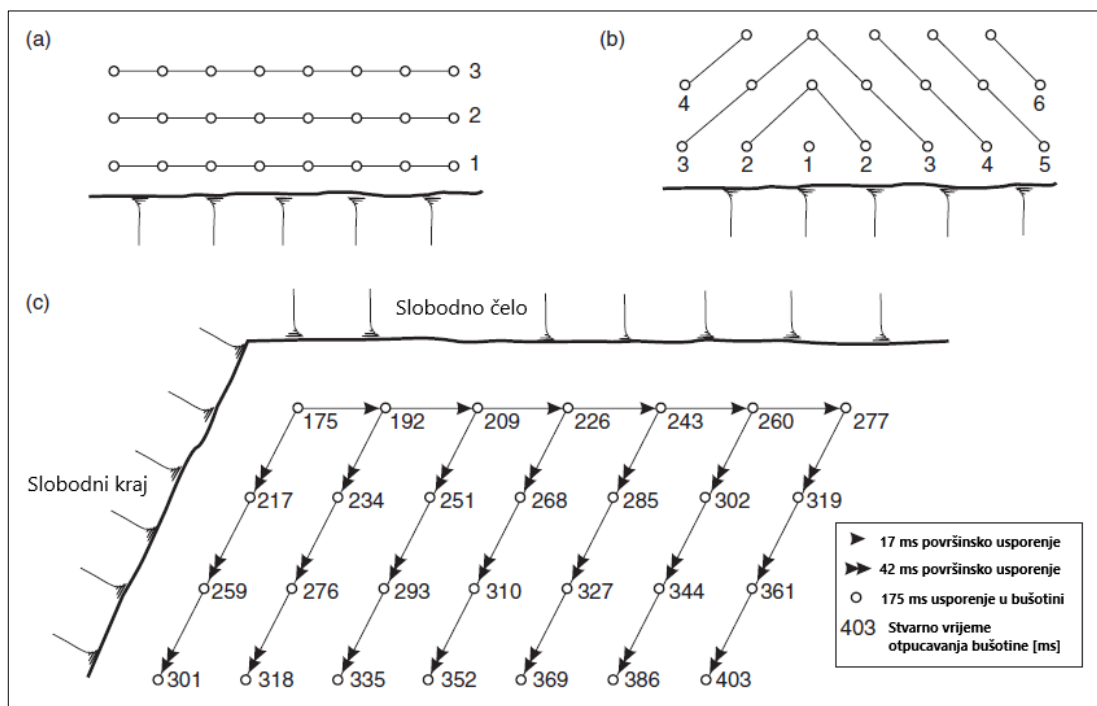 (a)
3
2
1
(b)
4 6
3 2 1 2 3 4 5
(c)
Slobodno čelo
Slobodni kraj
175 192 209 226 243 260 277
217 234 251 268 285 302 319
259 276 293 310 327 344 361
301 318 335 352 369 386 403
17 ms površinsko usporenje
42 ms površinsko usporenje
175 ms usporenje u bušotini
403 Stvarno vrijeme
otpucavanja bušotine [ms]